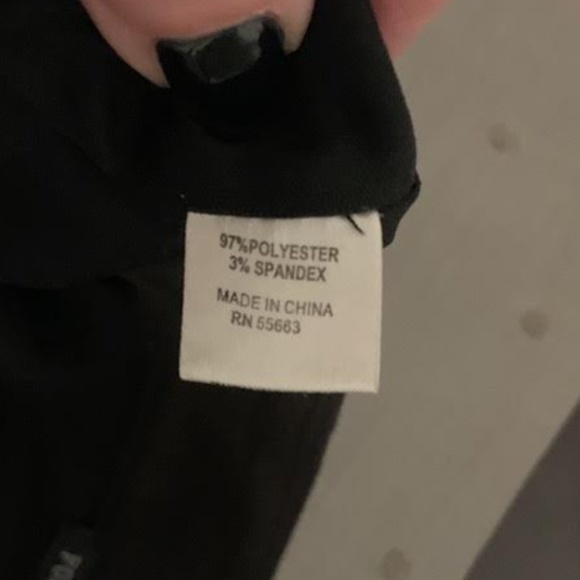 97%POLYESTER
3% SPANDEX
MADE IN CHINA
RN 55663